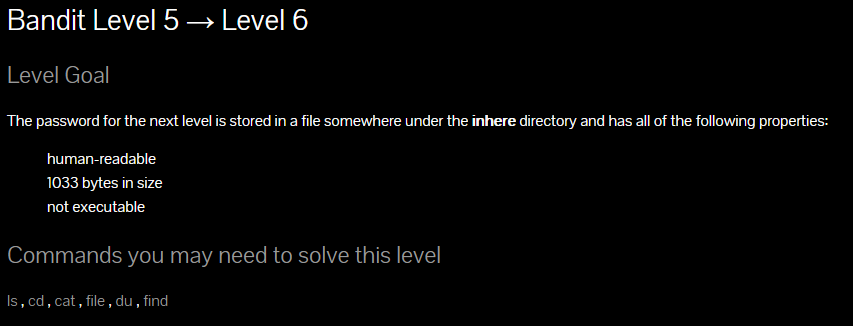 Bandit Level 5 → Level 6
Level Goal
The password for the next level is stored in a file somewhere under the inhere directory and has all of the following properties:
human-readable
1033 bytes in size
not executable
Commands you may need to solve this level
ls , cd , cat , file , du , find